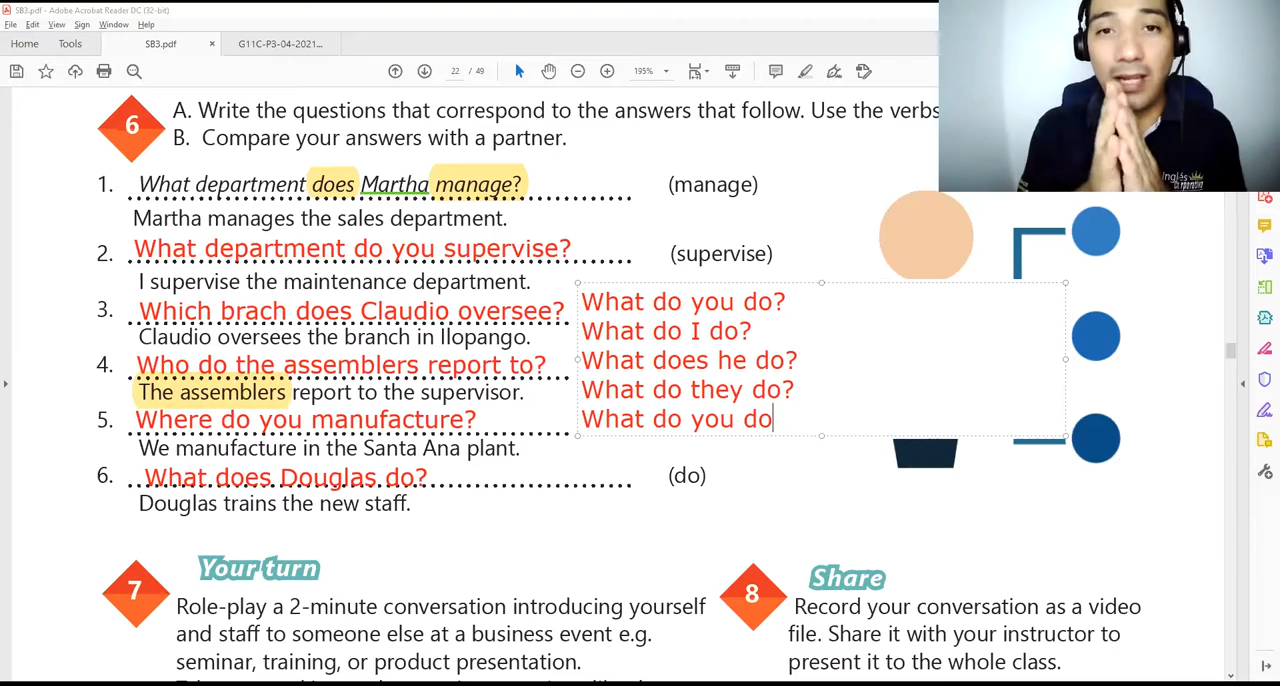 SB3.pdf - Adobe Acrobat Reader DC (32-bit)
File Edit View Sign Window Help
Home Tools SB3.pdf × G11C-P3-04-2021...
22 / 49 195%
6 A. Write the questions that correspond to the answers that follow. Use the verbs
B. Compare your answers with a partner.
1. What department does Martha manage? (manage)
Martha manages the sales department.
2. What department do you supervise? (supervise)
I supervise the maintenance department.
3. Which brach does Claudio oversee?
Claudio oversees the branch in Ilopango.
4. Who do the assemblers report to?
The assemblers report to the supervisor.
5. Where do you manufacture?
We manufacture in the Santa Ana plant.
6. What does Douglas do? (do)
Douglas trains the new staff.
What do you do?
What do I do?
What does he do?
What do they do?
What do you do
7 Your turn
Role-play a 2-minute conversation introducing yourself
and staff to someone else at a business event e.g.
seminar, training, or product presentation.
8 Share
Record your conversation as a video
file. Share it with your instructor to
present it to the whole class.
Inglés